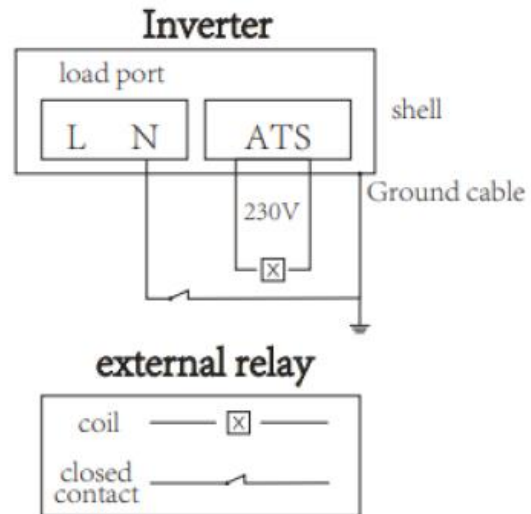 Inverter
load port
L N
ATS
shell
230V
Ground cable
X
external relay
coil
X
closed
contact